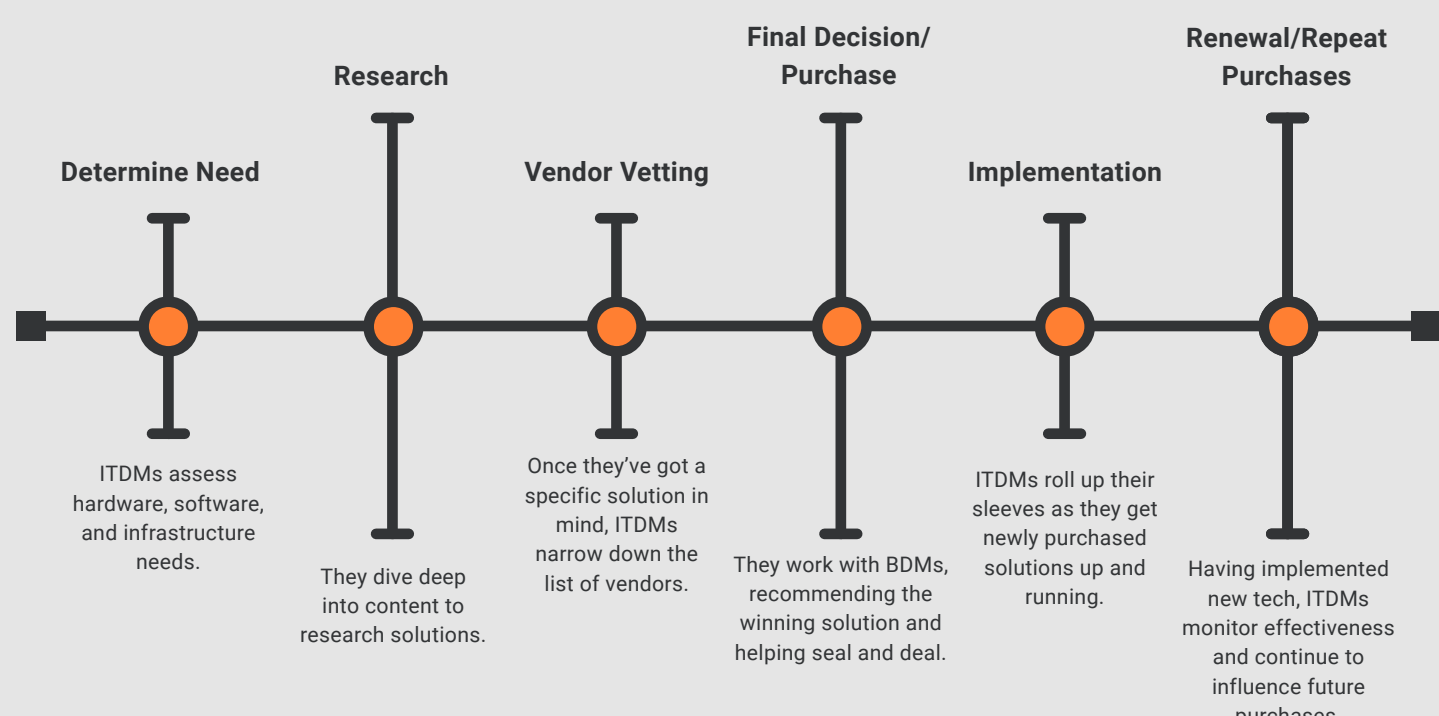 Determine Need
ITDMs assess
hardware, software,
and infrastructure
needs.
Research
They dive deep
into content to
research solutions.
Vendor Vetting
Once they’ve got a
specific solution in
mind, ITDMs
narrow down the
list of vendors.
Final Decision/
Purchase
They work with BDMs,
recommending the
winning solution and
helping seal and deal.
Implementation
ITDMs roll up their
sleeves as they get
newly purchased
solutions up and
running.
Renewal/Repeat
Purchases
Having implemented
new tech, ITDMs
monitor effectiveness
and continue to
influence future
purchases.